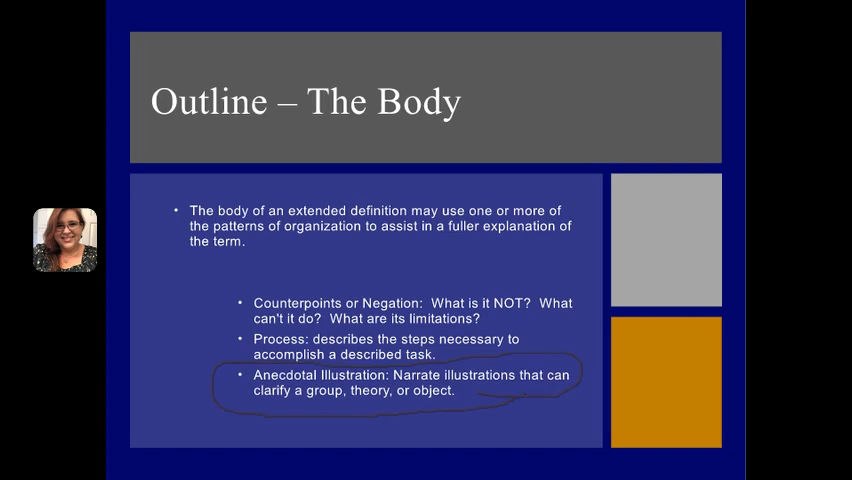 Outline – The Body
• The body of an extended definition may use one or more of
the patterns of organization to assist in a fuller explanation of
the term.
• Counterpoints or Negation: What is it NOT? What
can't it do? What are its limitations?
• Process: describes the steps necessary to
accomplish a described task.
• Anecdotal Illustration: Narrate illustrations that can
clarify a group, theory, or object.